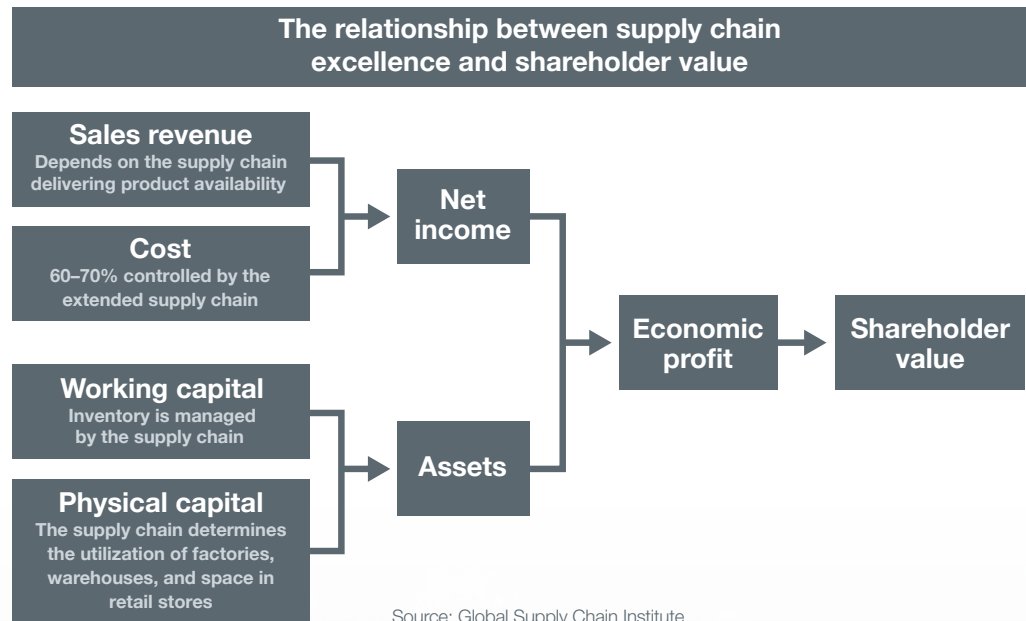 The relationship between supply chain
excellence and shareholder value
Sales revenue
Depends on the supply chain
delivering product availability
Cost
60–70% controlled by the
extended supply chain
Net
income
Economic
profit
Shareholder
value
Working capital
Inventory is managed
by the supply chain
Physical capital
The supply chain determines
the utilization of factories,
warehouses, and space in
retail stores
Assets
Source: Global Supply Chain Institute